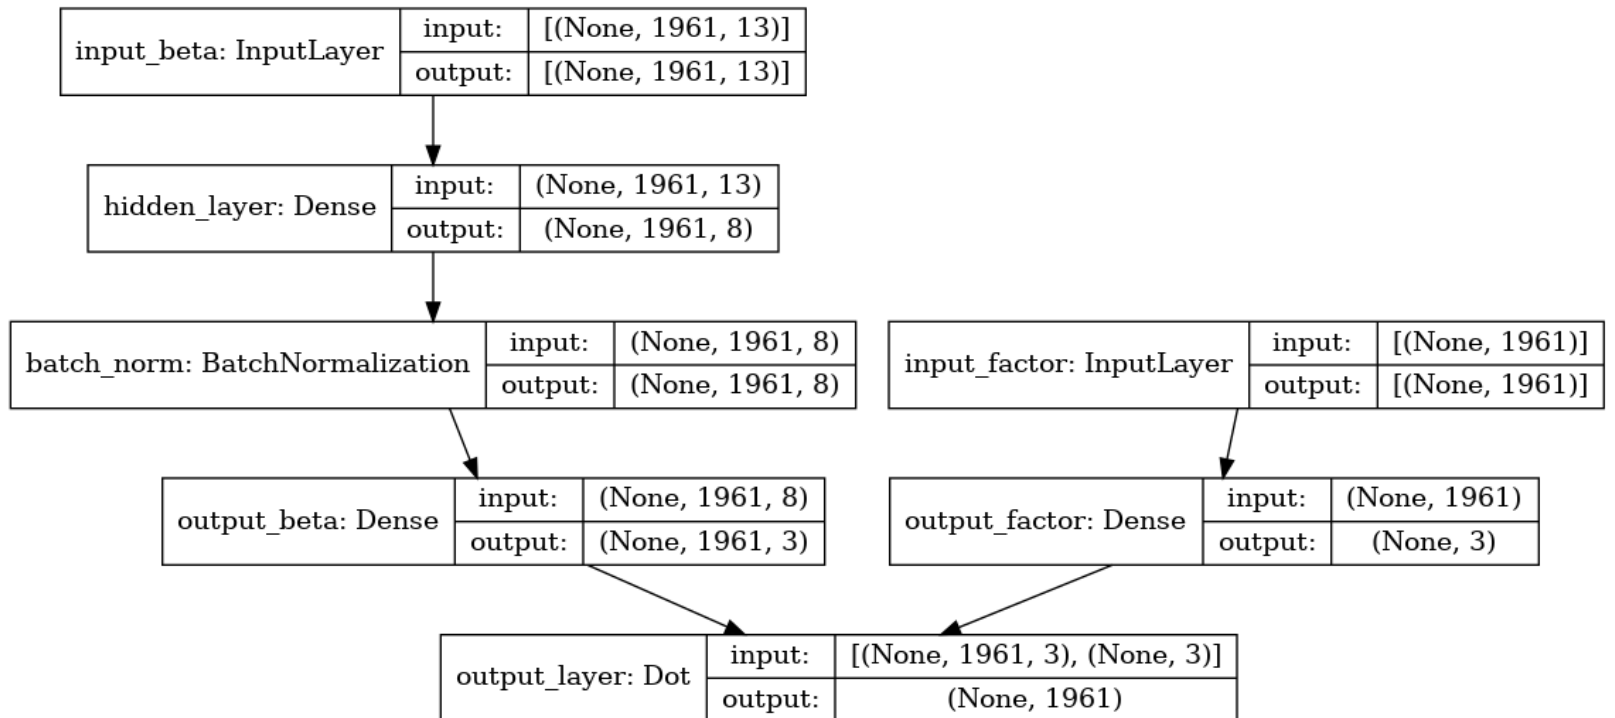 input_beta: InputLayer
input:
[(None, 1961, 13)]
output:
[(None, 1961, 13)]
hidden_layer: Dense
input:
(None, 1961, 13)
output:
(None, 1961, 8)
batch_norm: BatchNormalization
input:
(None, 1961, 8)
output:
(None, 1961, 8)
input_factor: InputLayer
input:
[(None, 1961)]
output:
[(None, 1961)]
output_beta: Dense
input:
(None, 1961, 8)
output:
(None, 1961, 3)
output_factor: Dense
input:
(None, 1961)
output:
(None, 3)
output_layer: Dot
input:
[(None, 1961, 3), (None, 3)]
output:
(None, 1961)